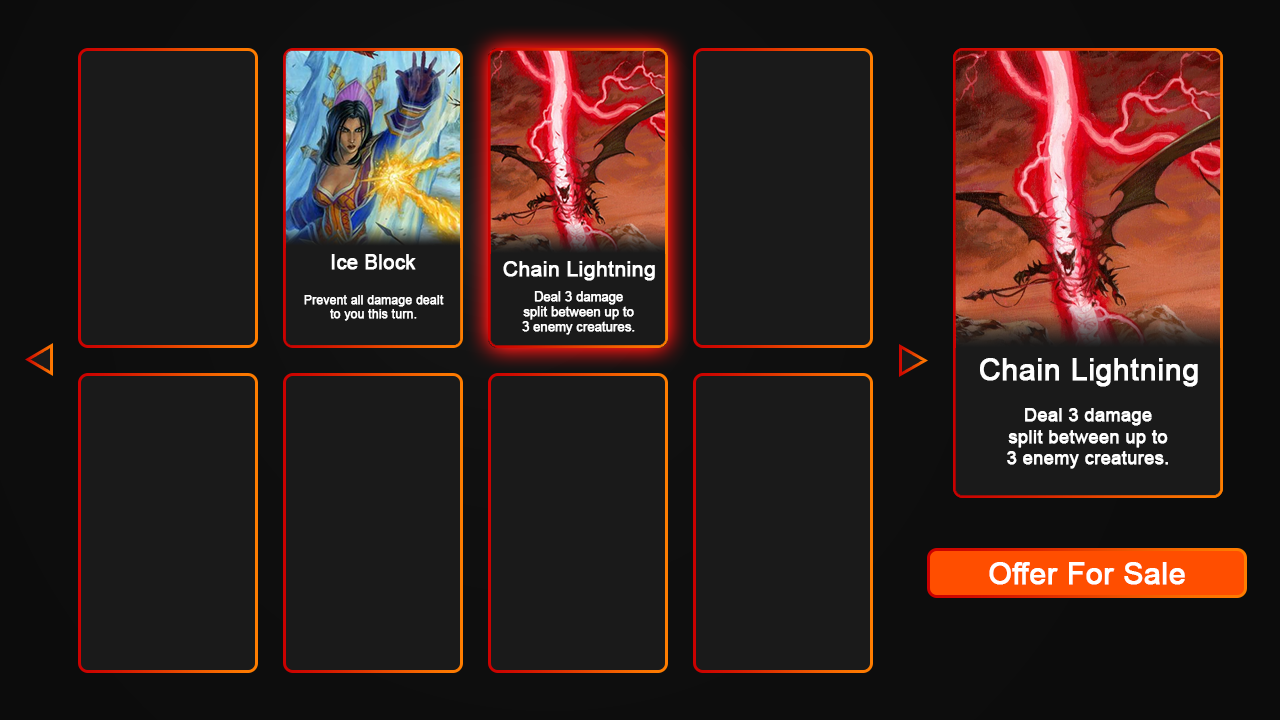 Ice Block
Prevent all damage dealt
to you this turn.
Chain Lightning
Deal 3 damage
split between up to
3 enemy creatures.
Chain Lightning
Deal 3 damage
split between up to
3 enemy creatures.
Offer For Sale